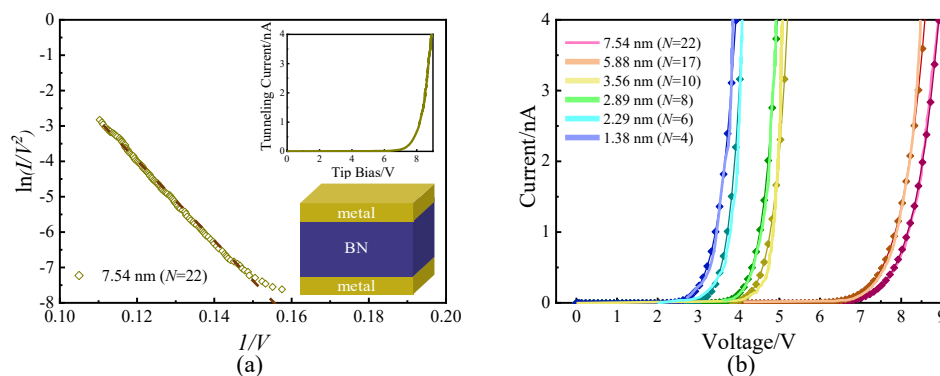 0
-1
-2
-3
-4
-5
-6
-7
-8
ln(I/V²)
0.10
0.12
0.14
0.16
0.18
0.20
1/V
7.54 nm (N=22)
4
3
2
1
0
Tunneling Current/nA
0
2
4
6
8
Tip Bias/V
metal
BN
metal
(a)
4
3
2
1
0
Current/nA
7.54 nm (N=22)
5.88 nm (N=17)
3.56 nm (N=10)
2.89 nm (N=8)
2.29 nm (N=6)
1.38 nm (N=4)
0
1
2
3
4
5
6
7
8
9
Voltage/V
(b)